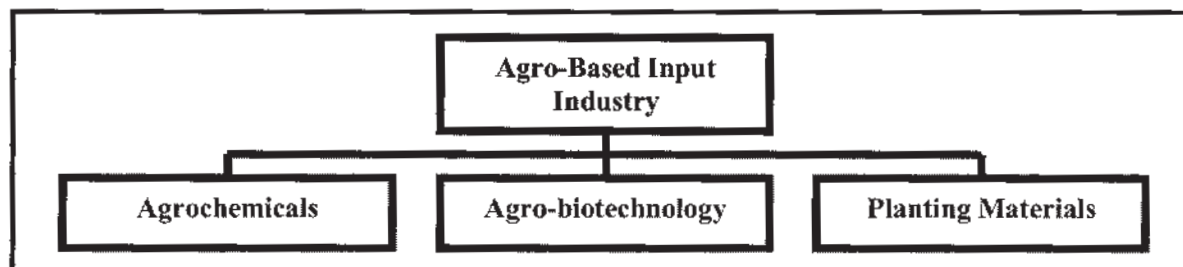 Agro-Based Input
Industry
Agrochemicals
Agro-biotechnology
Planting Materials